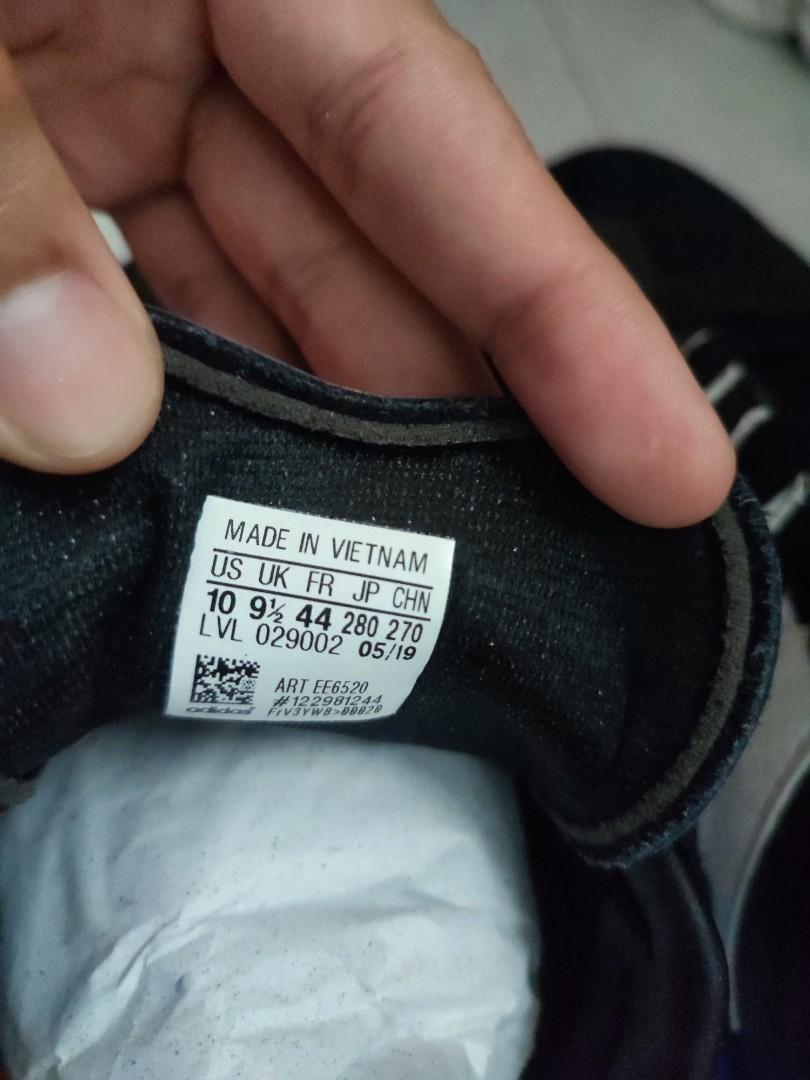 MADE IN VIETNAM
US UK FR JP CHN
10 9½ 44 280 270
LVL 029002 05/19
ART EE6520
#122981244
adidas